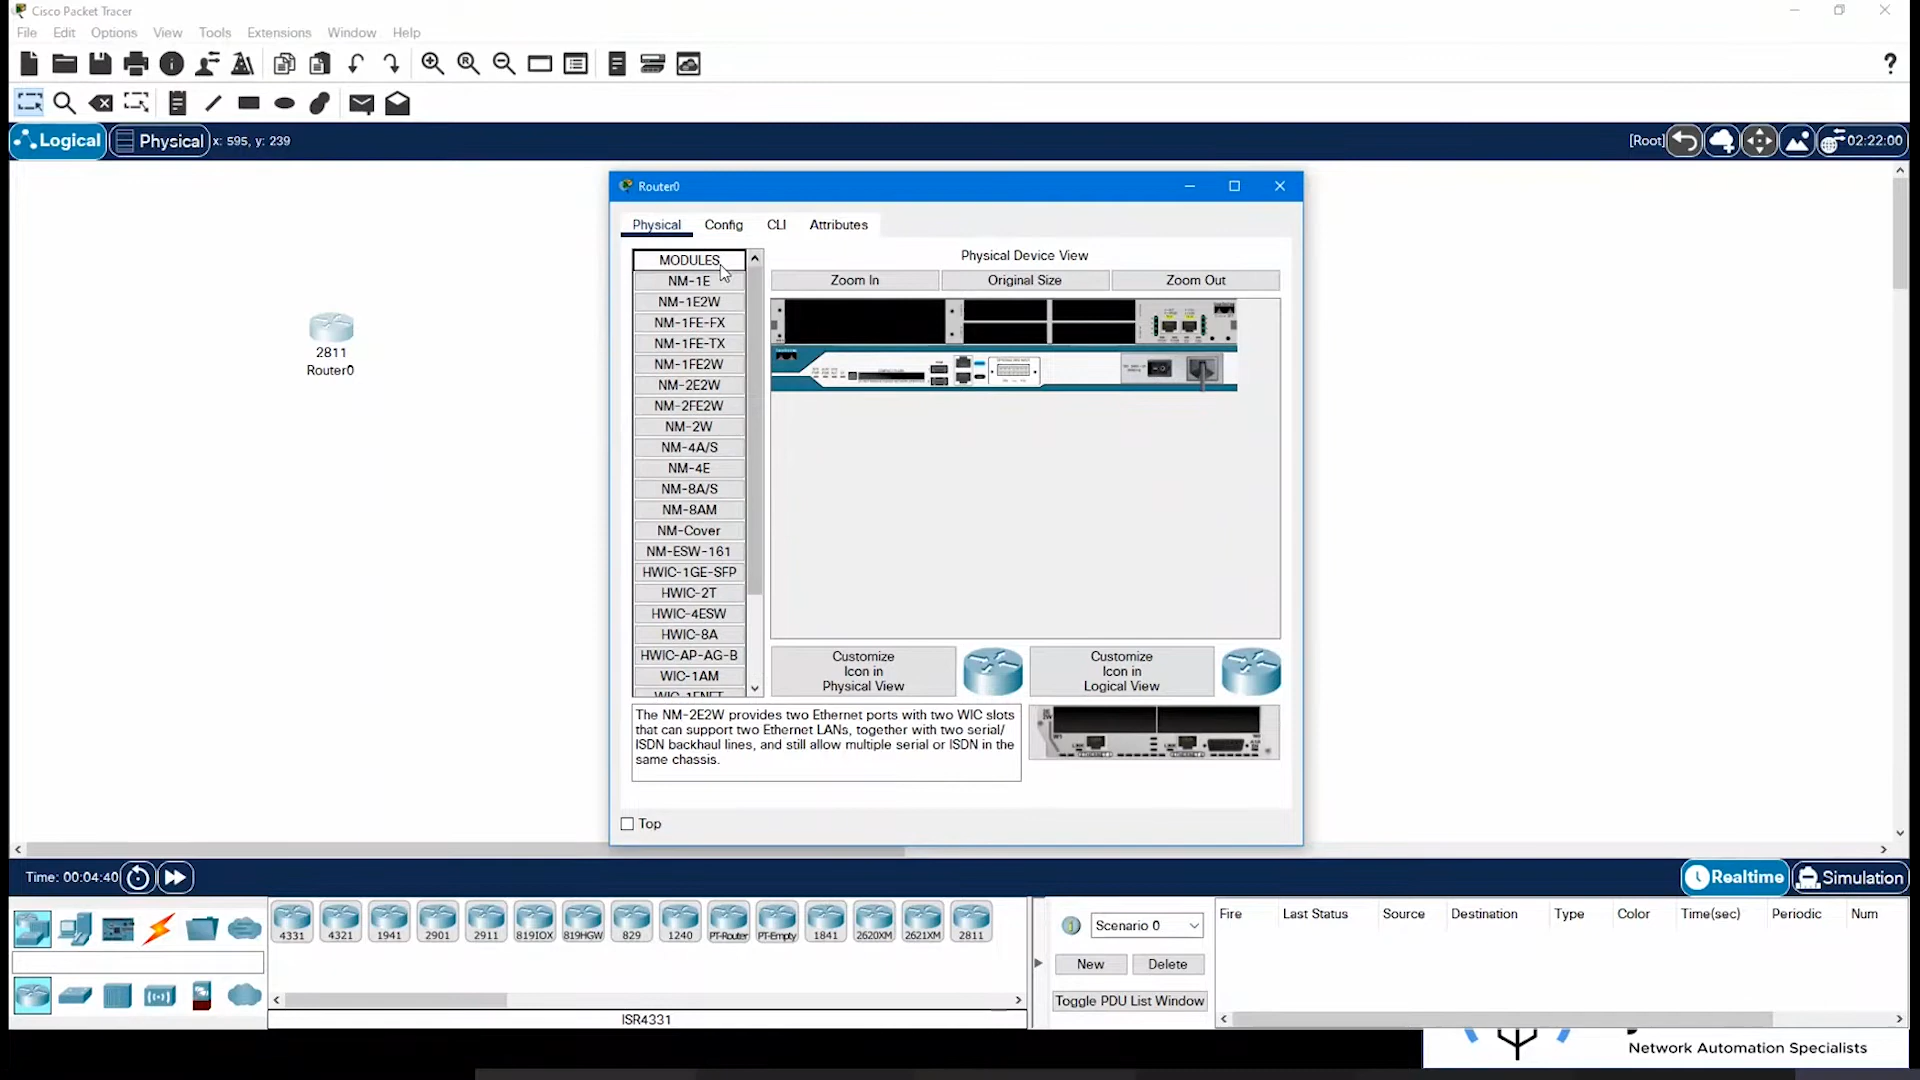 Cisco Packet Tracer
File Edit Options View Tools Extensions Window Help
Logical Physical x: 595, y: 239 [Root] 02:22:00
Router0
Physical Config CLI Attributes
MODULES
NM-1E
NM-1E2W
NM-1FE-FX
NM-1FE-TX
NM-1FE2W
NM-2E2W
NM-2FE2W
NM-2W
NM-4A/S
NM-4E
NM-8A/S
NM-8AM
NM-Cover
NM-ESW-161
HWIC-1GE-SFP
HWIC-2T
HWIC-4ESW
HWIC-8A
HWIC-AP-AG-B
WIC-1AM
WIC-1ENET
Physical Device View
Zoom In Original Size Zoom Out
Customize
Icon in
Physical View
Customize
Icon in
Logical View
The NM-2E2W provides two Ethernet ports with two WIC slots
that can support two Ethernet LANs, together with two serial/
ISDN backhaul lines, and still allow multiple serial or ISDN in the
same chassis.
Top
2811
Router0
Time: 00:04:40 Realtime Simulation
4331 4321 1941 2901 2911 819IOX 819HGW 829 1240 PT-Router PT-Empty 1841 2620XM 2621XM 2811
ISR4331
Scenario 0
New Delete
Toggle PDU List Window
Fire Last Status Source Destination Type Color Time(sec) Periodic Num
Network Automation Specialists